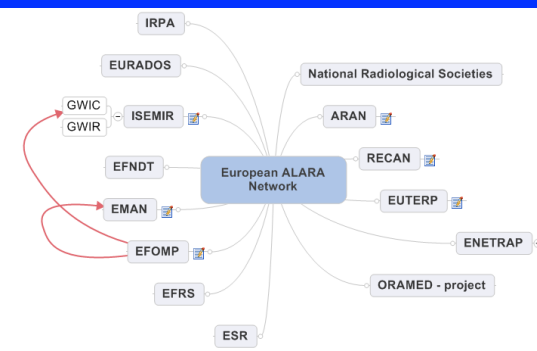 IRPA
EURADOS
GWIC
GWIR
ISEMIR
EFNDT
EMAN
EFOMP
EFRS
ESR
European ALARA
Network
National Radiological Societies
ARAN
RECAN
EUTERP
ENETRAP
ORAMED - project